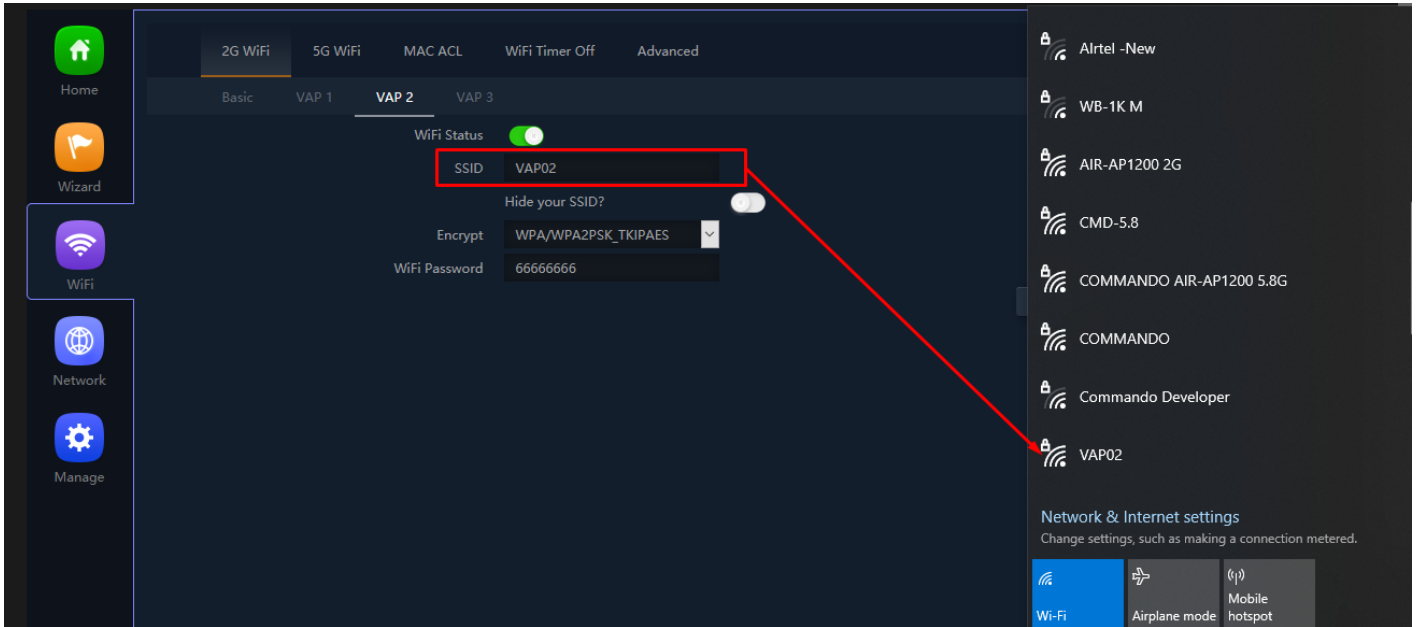 Home
Wizard
WiFi
Network
Manage
2G WiFi 5G WiFi MAC ACL WiFi Timer Off Advanced
Basic VAP 1 VAP 2 VAP 3
WiFi Status
SSID VAP02
Hide your SSID?
Encrypt WPA/WPA2PSK_TKIPAES
WiFi Password 66666666
AIrtel -New
WB-1K M
AIR-AP1200 2G
CMD-5.8
COMMANDO AIR-AP1200 5.8G
COMMANDO
Commando Developer
VAP02
Network & Internet settings
Change settings, such as making a connection metered.
Wi-Fi
Airplane mode
Mobile
hotspot